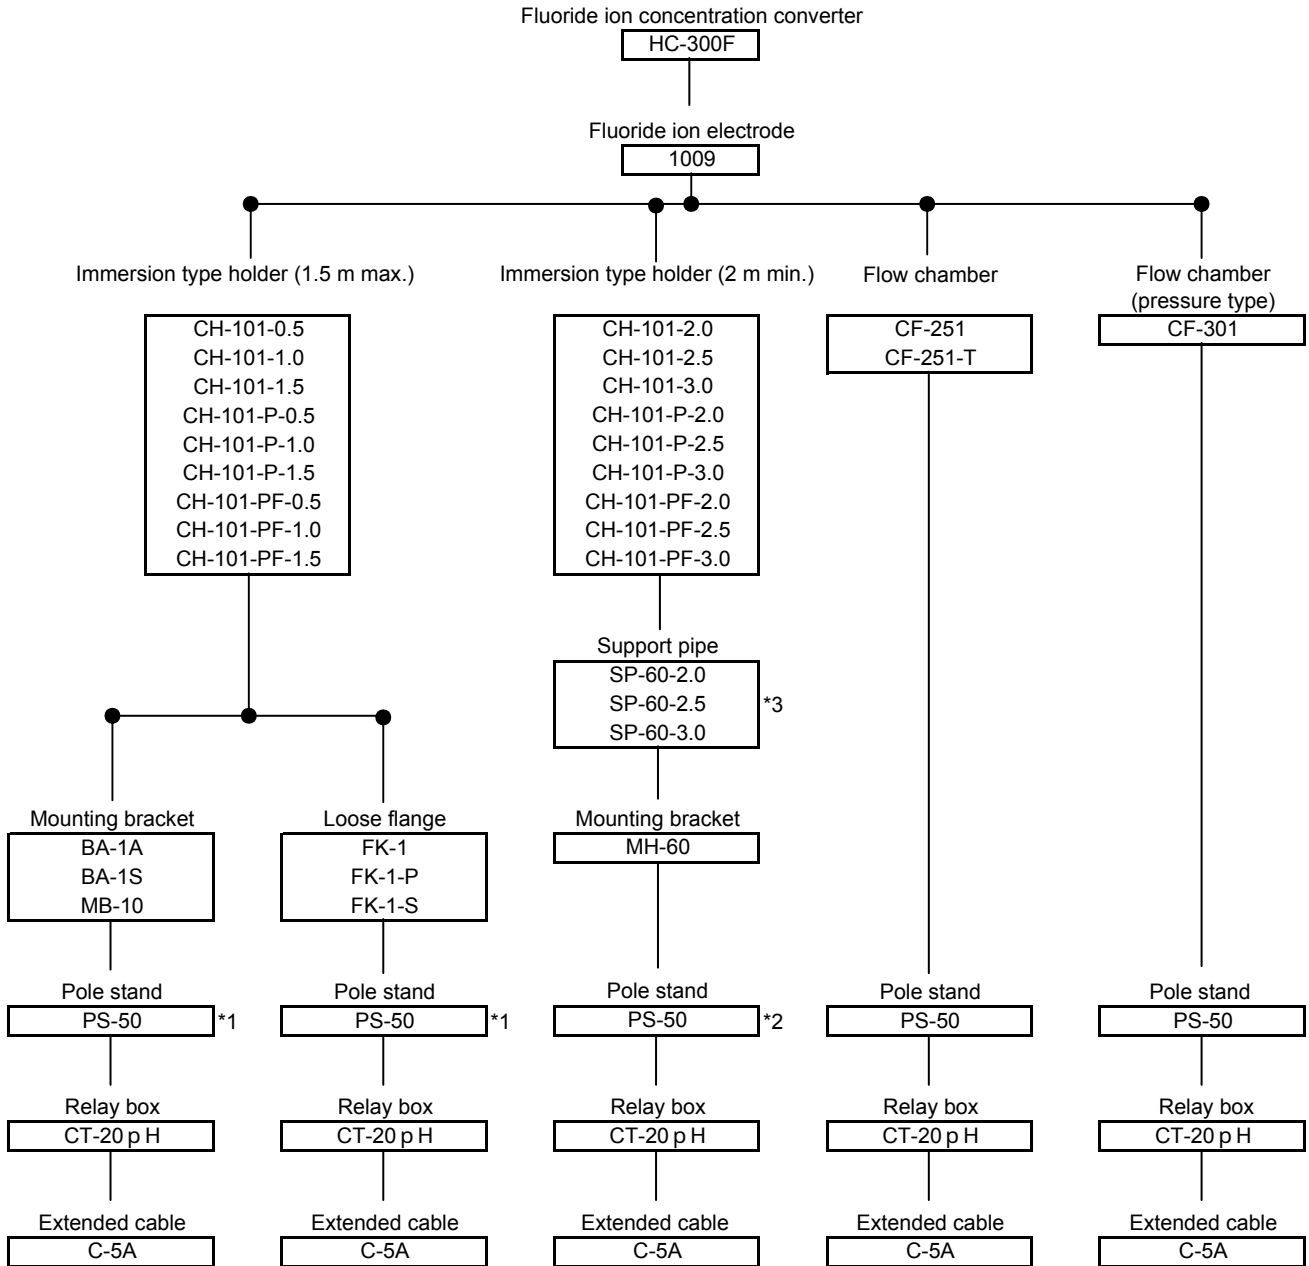 Fluoride ion concentration converter
HC-300F
Fluoride ion electrode
1009
Immersion type holder (1.5 m max.)
CH-101-0.5
CH-101-1.0
CH-101-1.5
CH-101-P-0.5
CH-101-P-1.0
CH-101-P-1.5
CH-101-PF-0.5
CH-101-PF-1.0
CH-101-PF-1.5
Mounting bracket
BA-1A
BA-1S
MB-10
Pole stand
PS-50 *1
Relay box
CT-20 p H
Extended cable
C-5A
Loose flange
FK-1
FK-1-P
FK-1-S
Pole stand
PS-50 *1
Relay box
CT-20 p H
Extended cable
C-5A
Immersion type holder (2 m min.)
CH-101-2.0
CH-101-2.5
CH-101-3.0
CH-101-P-2.0
CH-101-P-2.5
CH-101-P-3.0
CH-101-PF-2.0
CH-101-PF-2.5
CH-101-PF-3.0
Support pipe
SP-60-2.0
SP-60-2.5 *3
SP-60-3.0
Mounting bracket
MH-60
Pole stand
PS-50 *2
Relay box
CT-20 p H
Extended cable
C-5A
Flow chamber
CF-251
CF-251-T
Pole stand
PS-50
Relay box
CT-20 p H
Extended cable
C-5A
Flow chamber
(pressure type)
CF-301
Pole stand
PS-50
Relay box
CT-20 p H
Extended cable
C-5A